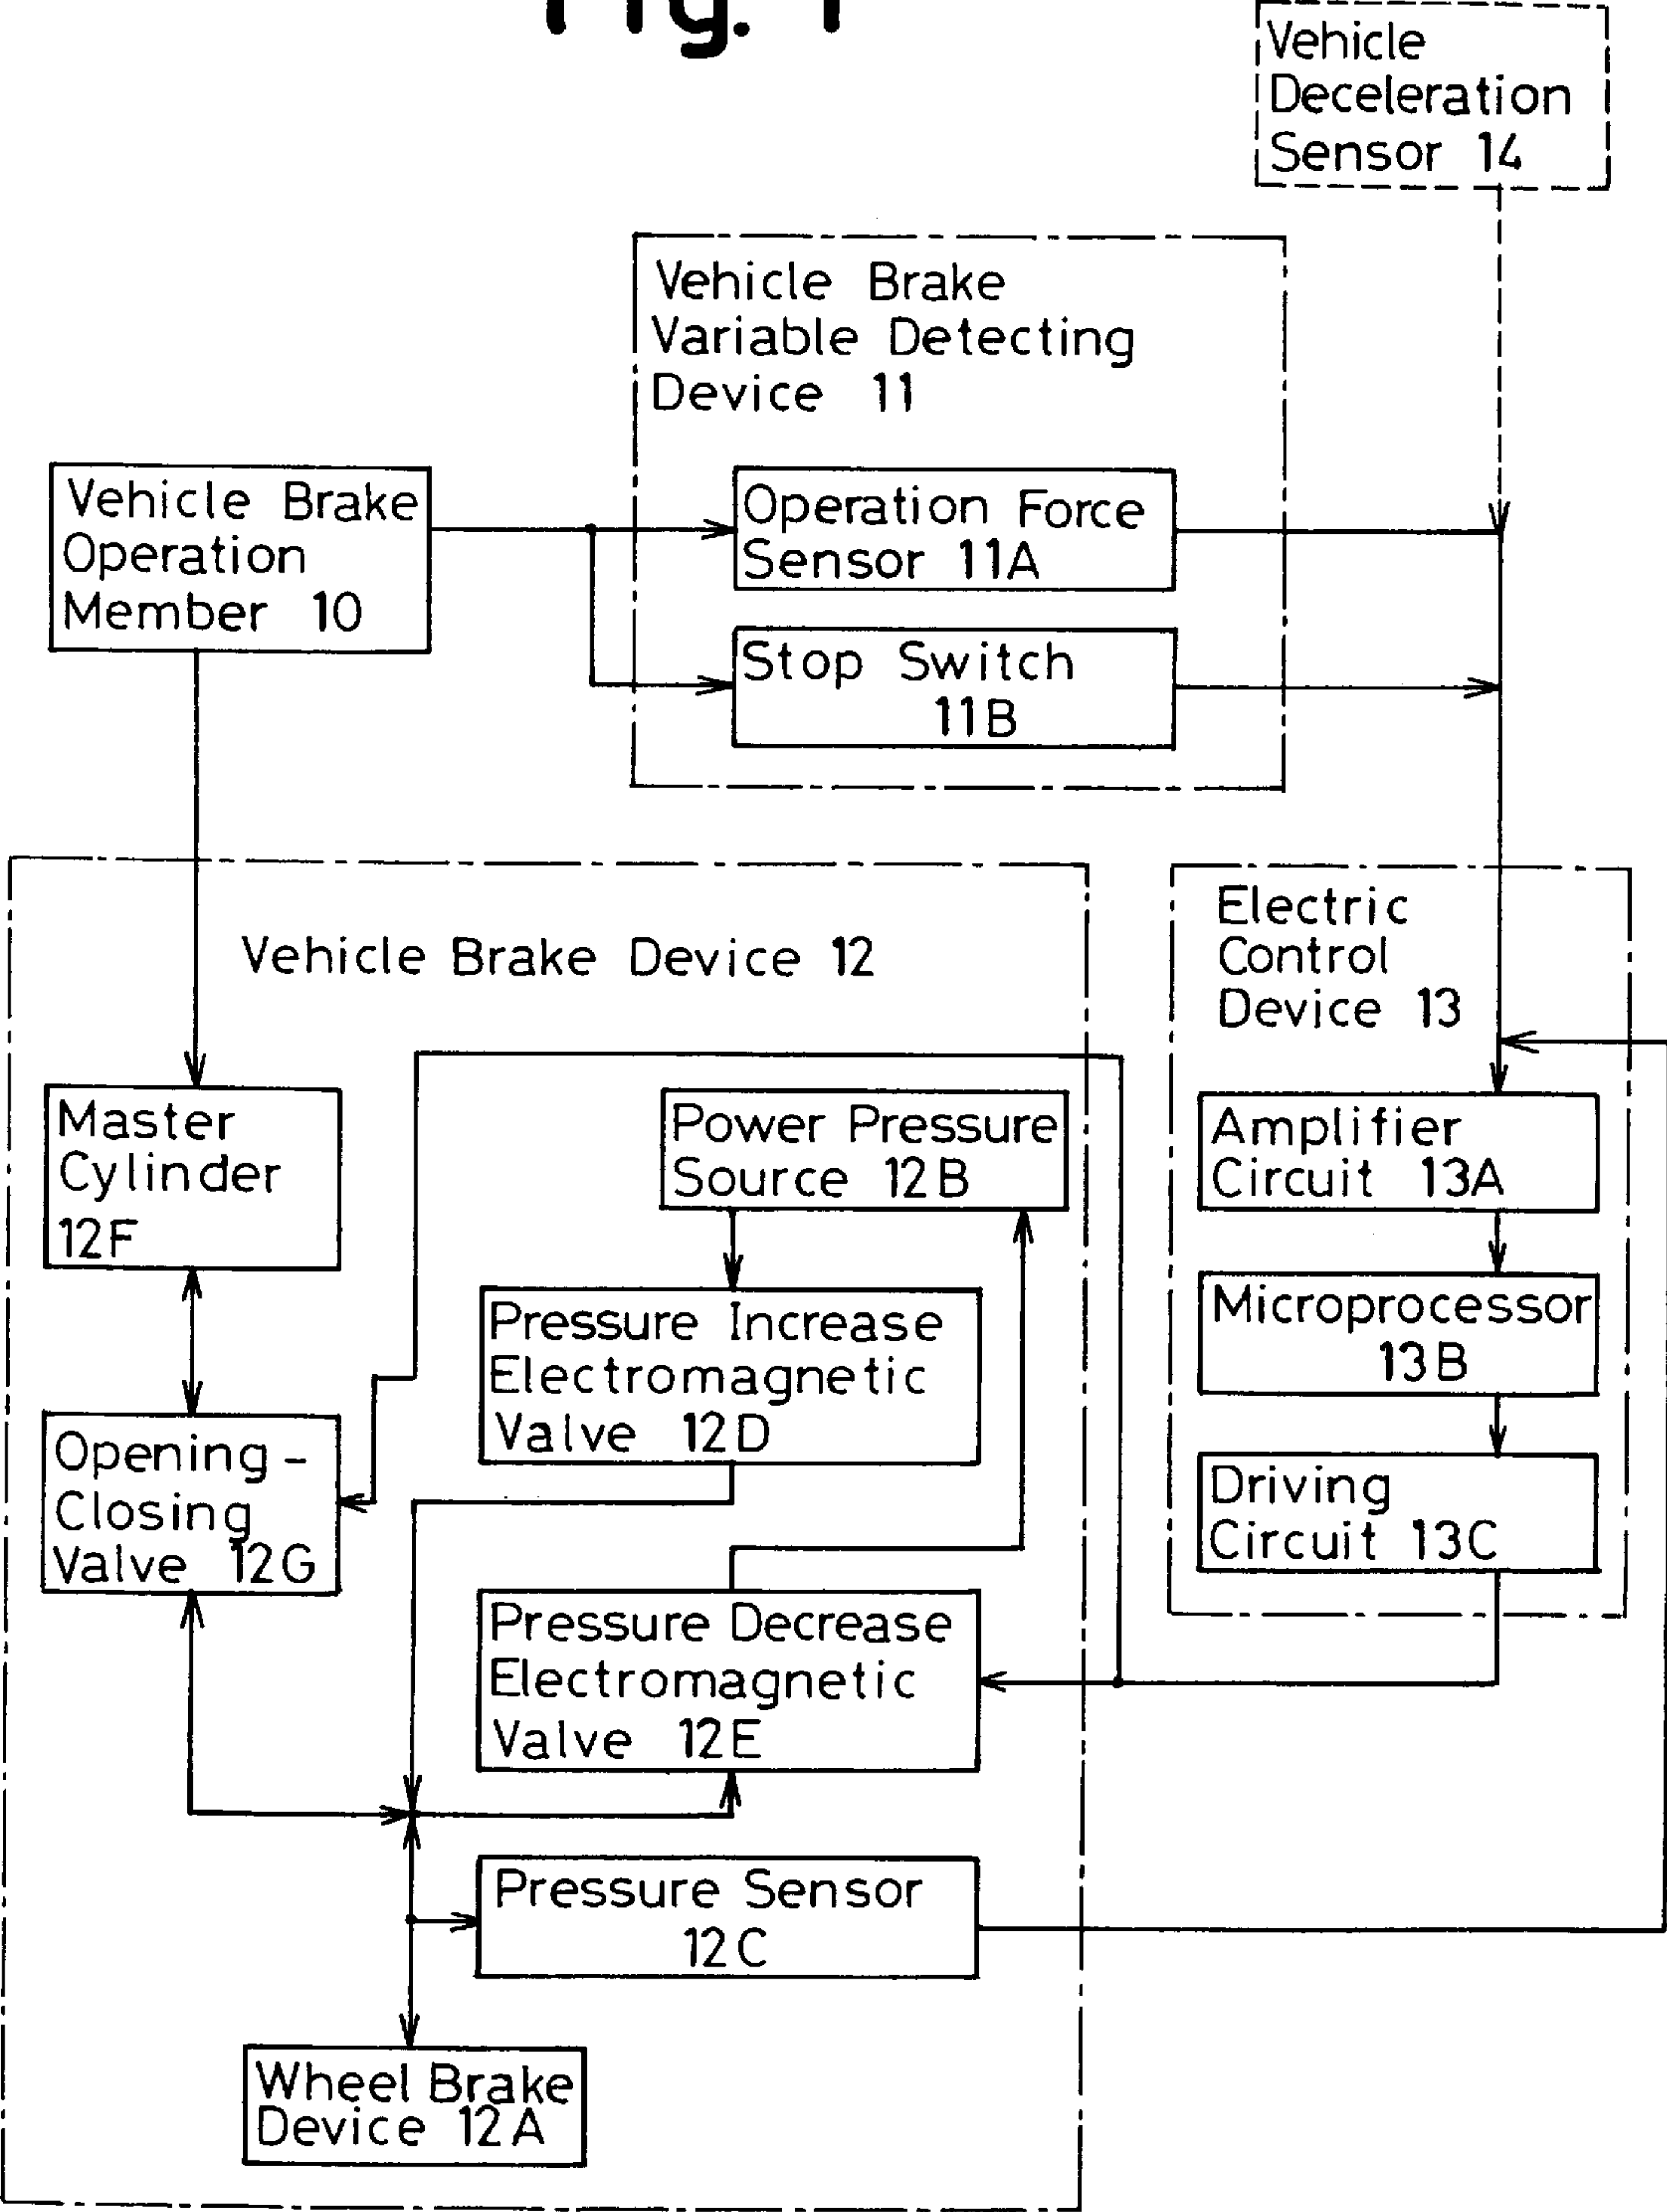 Fig. 1
Vehicle
Deceleration
Sensor 14
Vehicle Brake
Variable Detecting
Device 11
Vehicle Brake
Operation
Member 10
Operation Force
Sensor 11A
Stop Switch
11B
Vehicle Brake Device 12
Electric
Control
Device 13
Master
Cylinder
12F
Power Pressure
Source 12B
Amplifier
Circuit 13A
Pressure Increase
Electromagnetic
Valve 12D
Microprocessor
13B
Opening-
Closing
Valve 12G
Driving
Circuit 13C
Pressure Decrease
Electromagnetic
Valve 12E
Pressure Sensor
12C
Wheel Brake
Device 12A